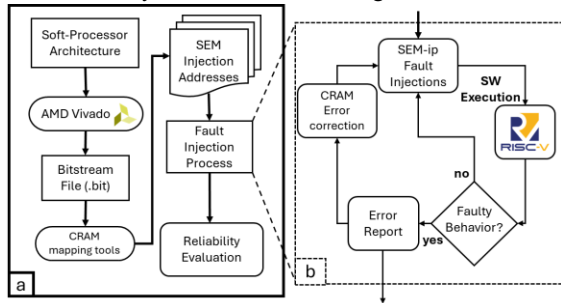 Soft-Processor
Architecture
AMD Vivado
Bitstream
File (.bit)
CRAM
mapping tools
SEM
Injection
Addresses
Fault
Injection
Process
Reliability
Evaluation
a
SEM-ip
Fault
Injections
SW
Execution
CRAM
Error
correction
RISC-V
no
Faulty
Behavior?
yes
Error
Report
b